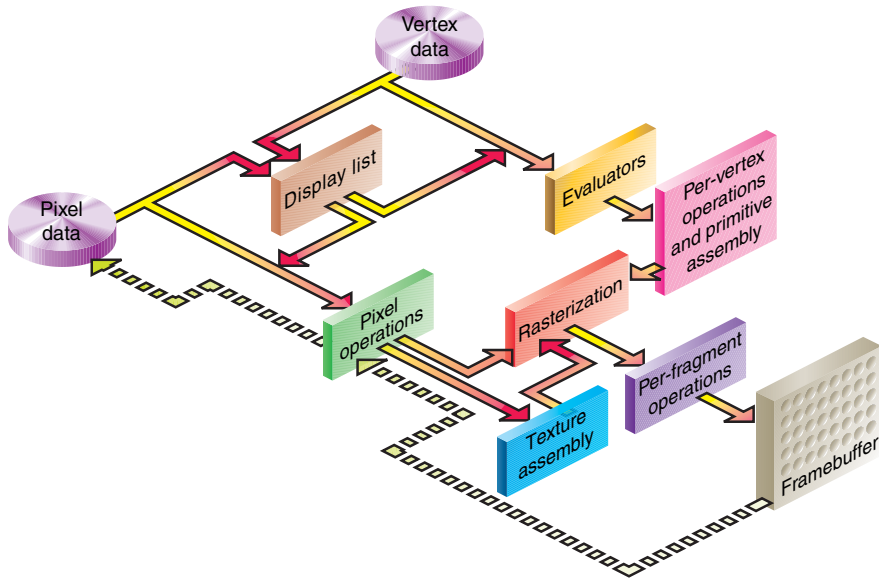 Vertex
data
Display list
Evaluators
Per-vertex
operations
and primitive
assembly
Pixel
data
Pixel
operations
Rasterization
Per-fragment
operations
Texture
assembly
Framebuffer